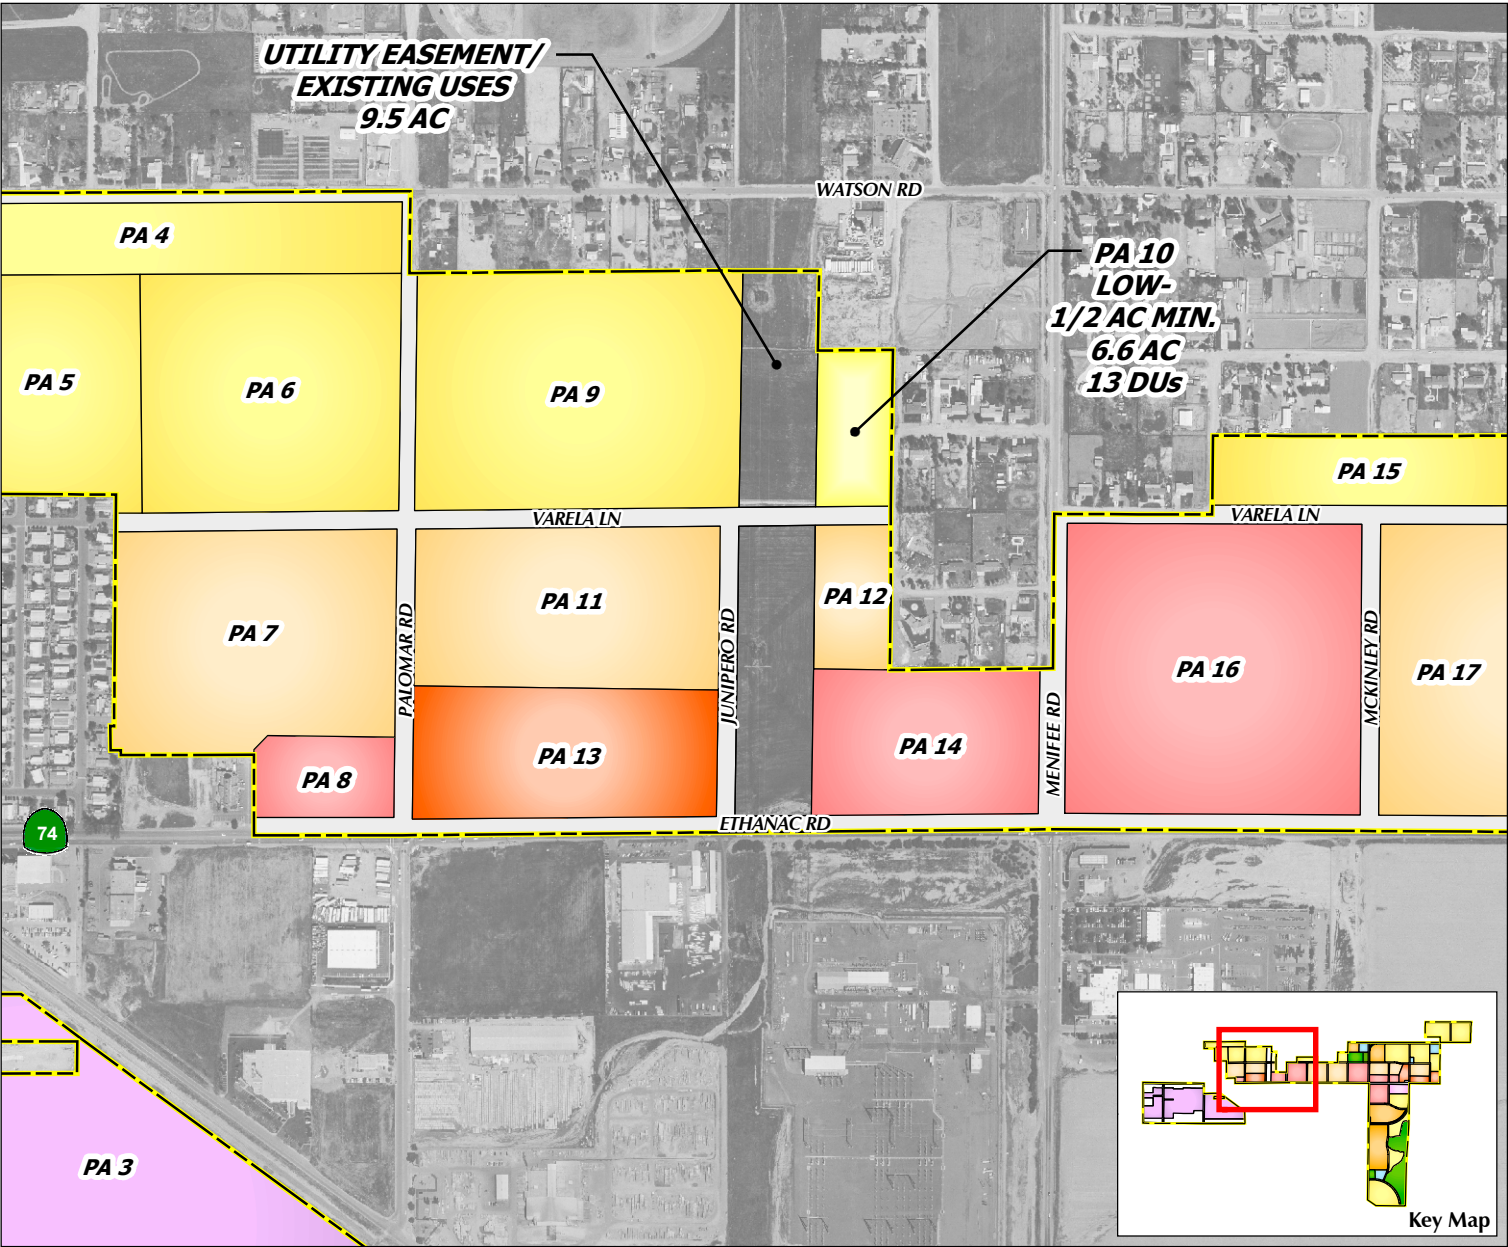 UTILITY EASEMENT/
EXISTING USES
9.5 AC
WATSON RD
PA 4
PA 10
LOW-
1/2 AC MIN.
6.6 AC
13 DUs
PA 5
PA 6
PA 9
PA 15
VARELA LN
VARELA LN
PA 7
PALOMAR RD
PA 11
JUNIPERO RD
PA 12
PA 8
PA 13
PA 14
MENIFEE RD
PA 16
MCKINLEY RD
PA 17
ETHANAC RD
74
PA 3
Key Map